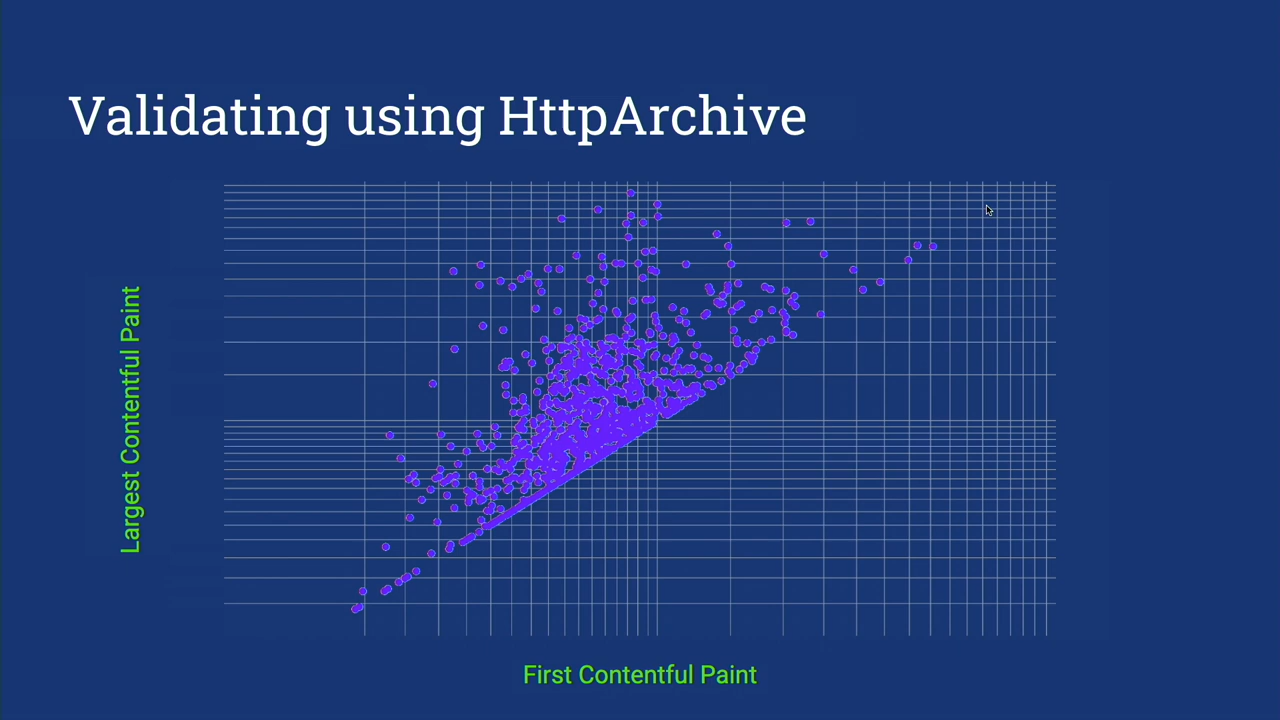 Validating using HttpArchive
Largest Contentful Paint
First Contentful Paint